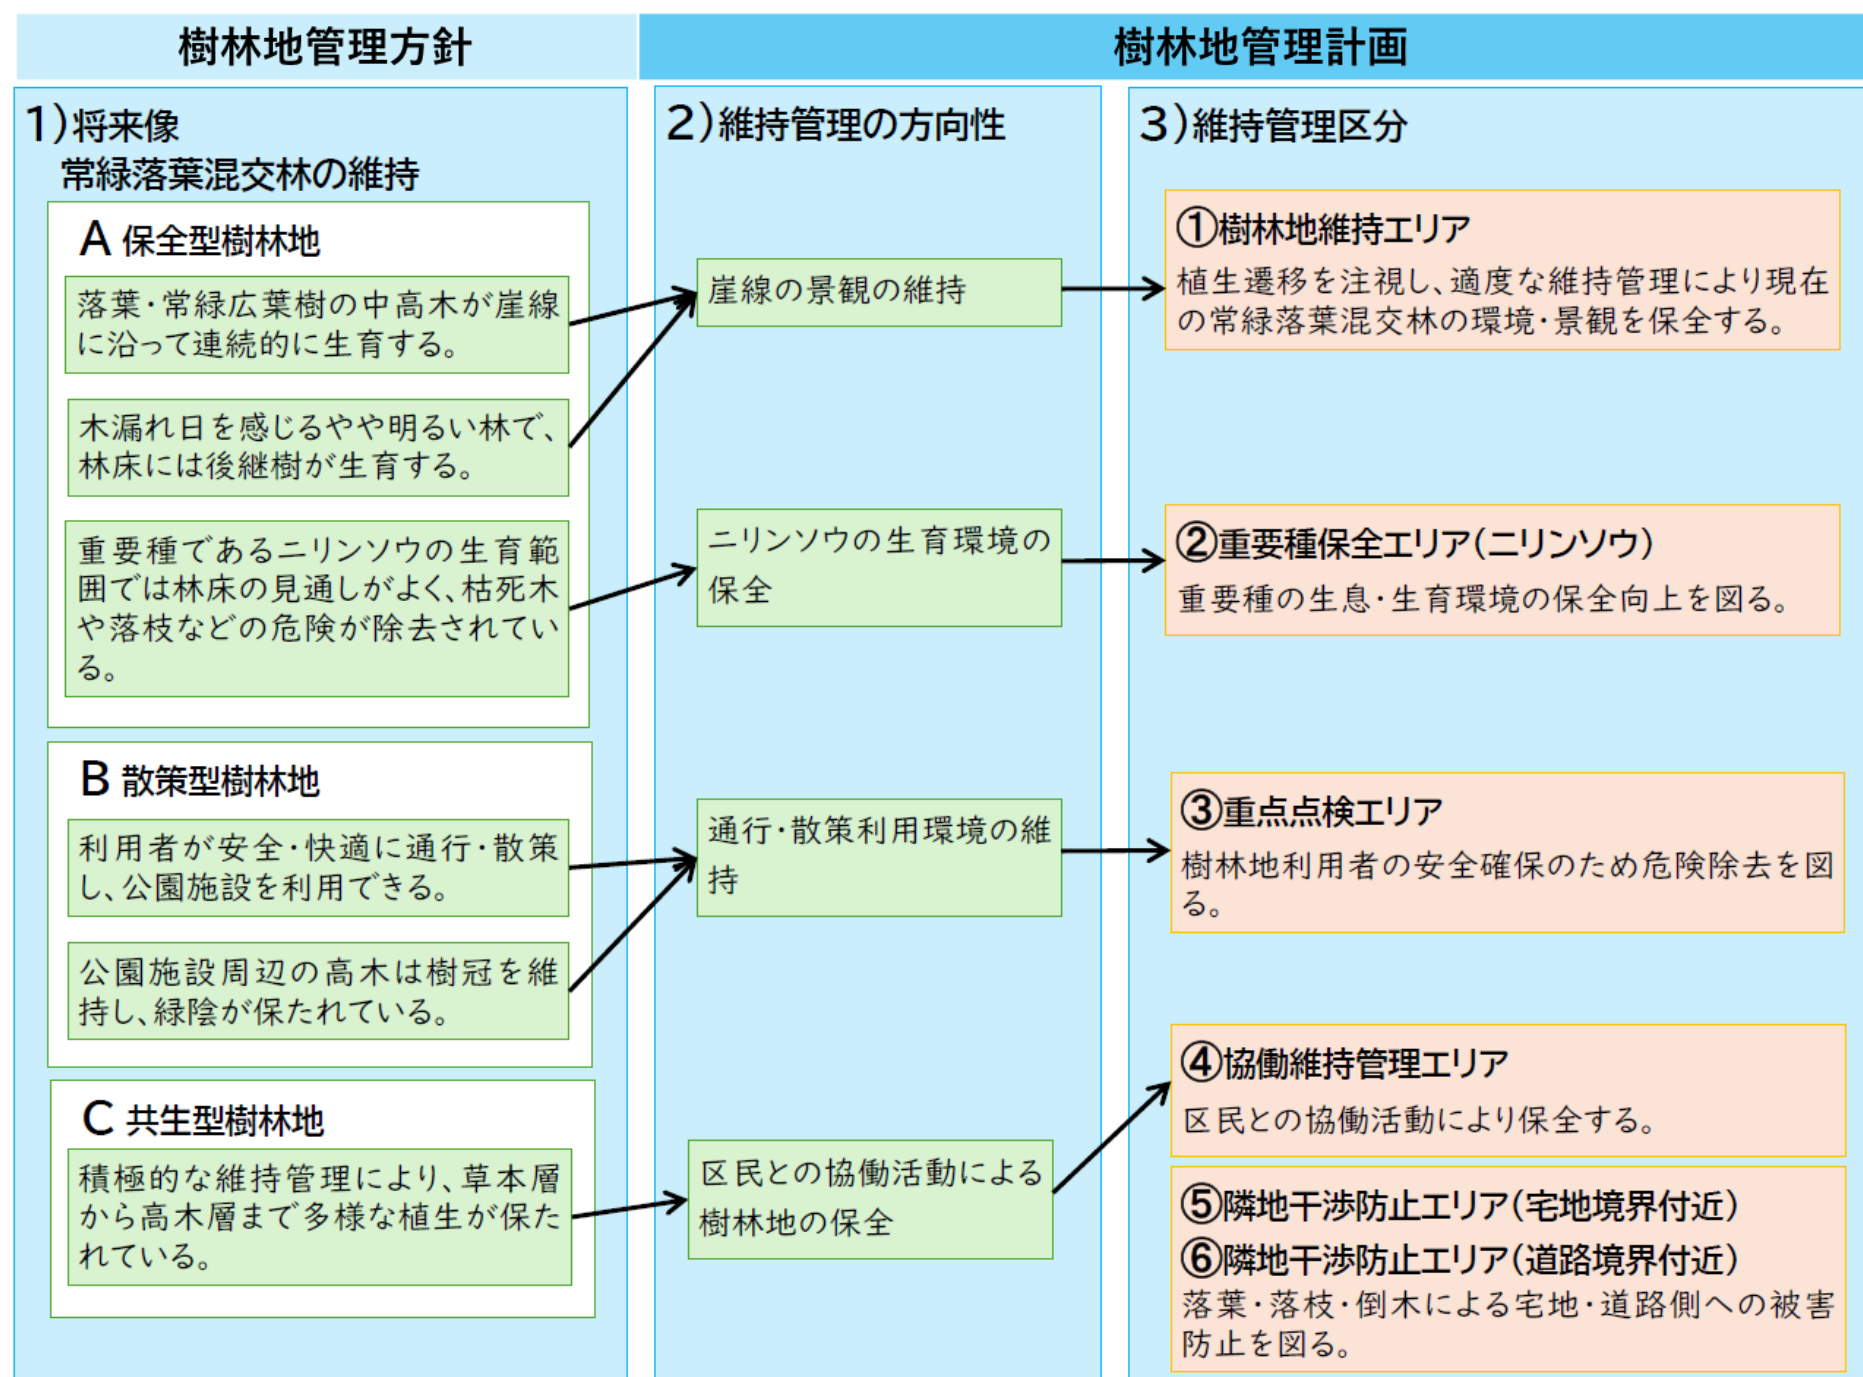 樹林地管理方針
樹林地管理計画
1)将来像
常緑落葉混交林の維持
A 保全型樹林地
落葉・常緑広葉樹の中高木が崖線
に沿って連続的に生育する。
木漏れ日を感じるやや明るい林で、
林床には後継樹が生育する。
重要種であるニリンソウの生育範
囲では林床の見通しがよく、枯死木
や落枝などの危険が除去されてい
る。
B 散策型樹林地
利用者が安全・快適に通行・散策
し、公園施設を利用できる。
公園施設周辺の高木は樹冠を維
持し、緑陰が保たれている。
C 共生型樹林地
積極的な維持管理により、草本層
から高木層まで多様な植生が保た
れている。
2)維持管理の方向性
崖線の景観の維持
ニリンソウの生育環境の
保全
通行・散策利用環境の維
持
区民との協働活動による
樹林地の保全
3)維持管理区分
①樹林地維持エリア
植生遷移を注視し、適度な維持管理により現在
の常緑落葉混交林の環境・景観を保全する。
②重要種保全エリア(ニリンソウ)
重要種の生息・生育環境の保全向上を図る。
③重点点検エリア
樹林地利用者の安全確保のため危険除去を図
る。
④協働維持管理エリア
区民との協働活動により保全する。
⑤隣地干渉防止エリア(宅地境界付近)
⑥隣地干渉防止エリア(道路境界付近)
落葉・落枝・倒木による宅地・道路側への被害
防止を図る。